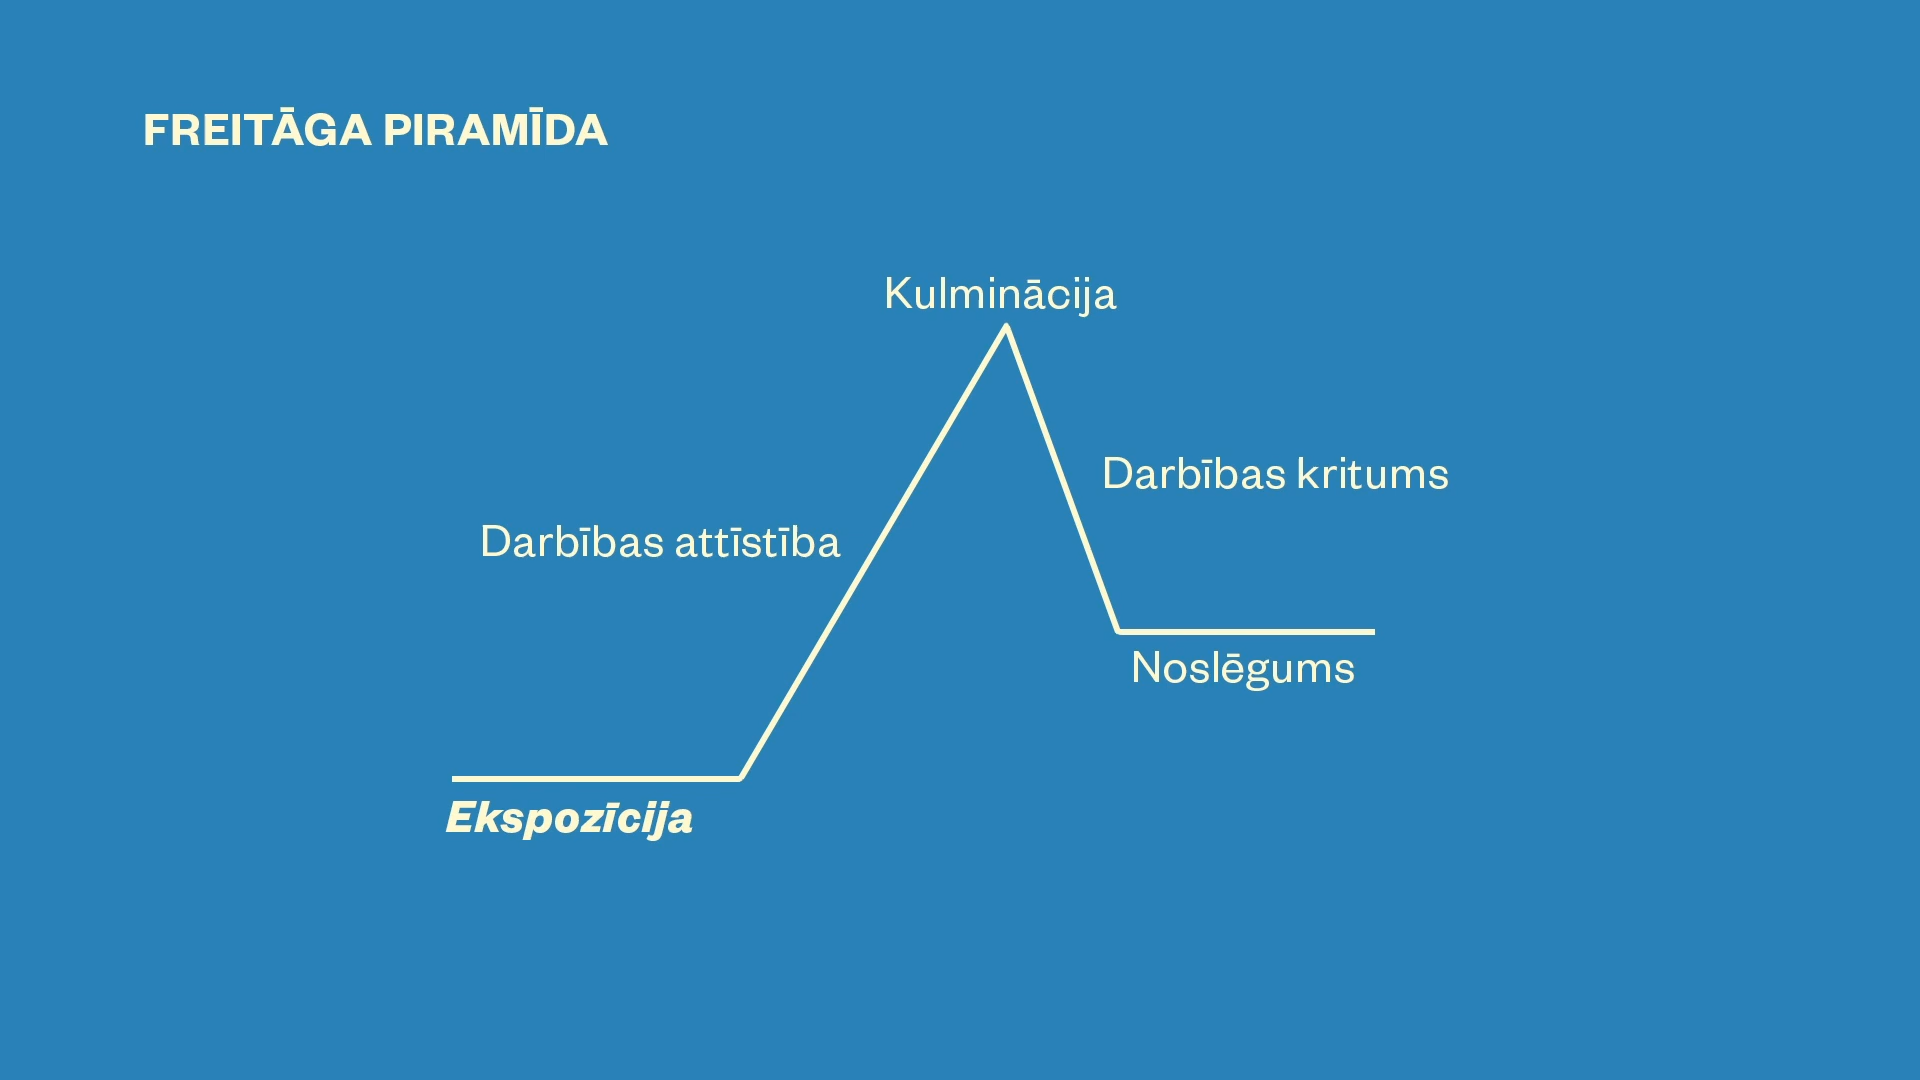 FREITĀGA PIRAMĪDA
Kulminācija
Darbības kritums
Darbības attīstība
Noslēgums
Ekspozīcija